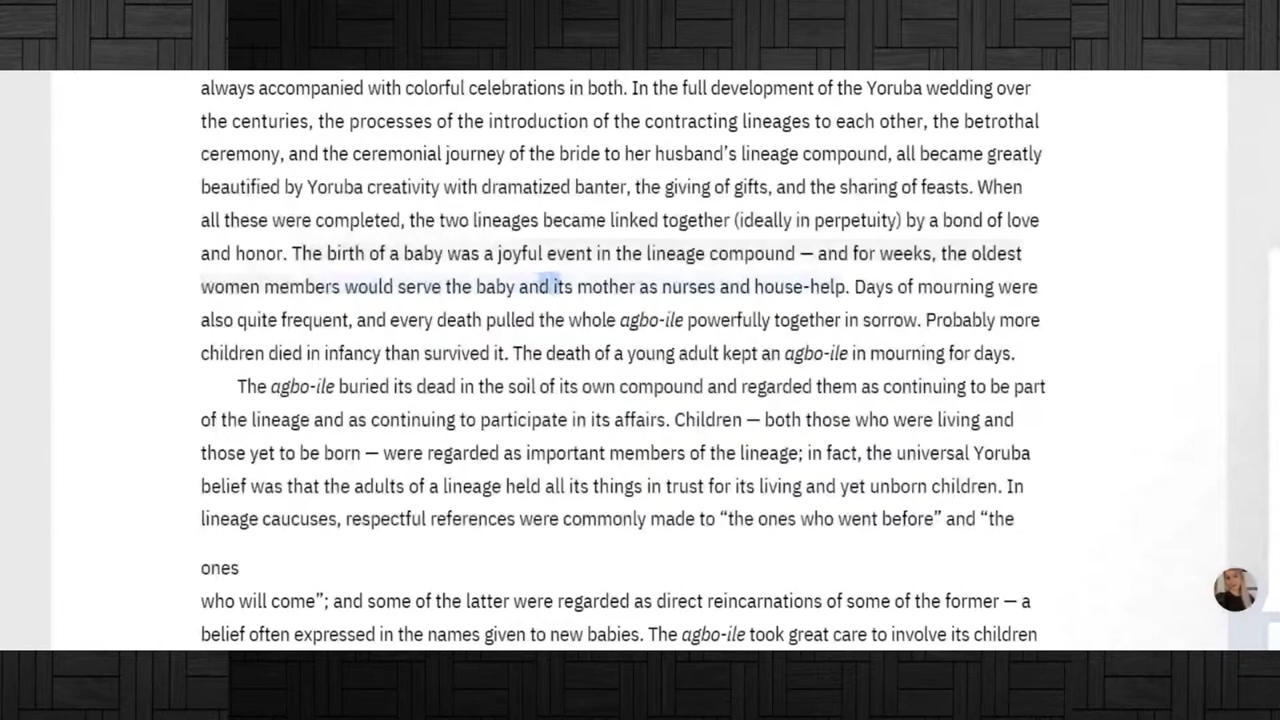 always accompanied with colorful celebrations in both. In the full development of the Yoruba wedding over
the centuries, the processes of the introduction of the contracting lineages to each other, the betrothal
ceremony, and the ceremonial journey of the bride to her husband’s lineage compound, all became greatly
beautified by Yoruba creativity with dramatized banter, the giving of gifts, and the sharing of feasts. When
all these were completed, the two lineages became linked together (ideally in perpetuity) by a bond of love
and honor. The birth of a baby was a joyful event in the lineage compound — and for weeks, the oldest
women members would serve the baby and its mother as nurses and house-help. Days of mourning were
also quite frequent, and every death pulled the whole agbo-ile powerfully together in sorrow. Probably more
children died in infancy than survived it. The death of a young adult kept an agbo-ile in mourning for days.
The agbo-ile buried its dead in the soil of its own compound and regarded them as continuing to be part
of the lineage and as continuing to participate in its affairs. Children — both those who were living and
those yet to be born — were regarded as important members of the lineage; in fact, the universal Yoruba
belief was that the adults of a lineage held all its things in trust for its living and yet unborn children. In
lineage caucuses, respectful references were commonly made to “the ones who went before” and “the
ones
who will come”; and some of the latter were regarded as direct reincarnations of some of the former — a
belief often expressed in the names given to new babies. The agbo-ile took great care to involve its children